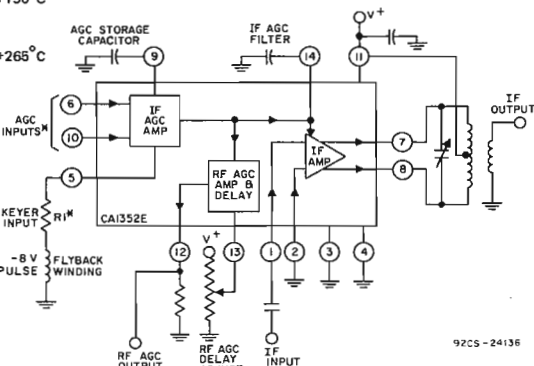 +150°C
+265°C
AGC STORAGE
CAPACITOR
IF AGC
FILTER
V+
9
14
11
6
AGC
INPUTS*
10
IF
AGC
AMP
RF AGC
AMP &
DELAY
IF
AMP
7
8
IF
OUTPUT
5
KEYER
INPUT
R1*
CA1352E
-8 V
PULSE
FLYBACK
WINDING
12
V+
13
1
2
3
4
RF AGC
OUTPUT
RF AGC
DELAY
IF
INPUT
92CS-24136